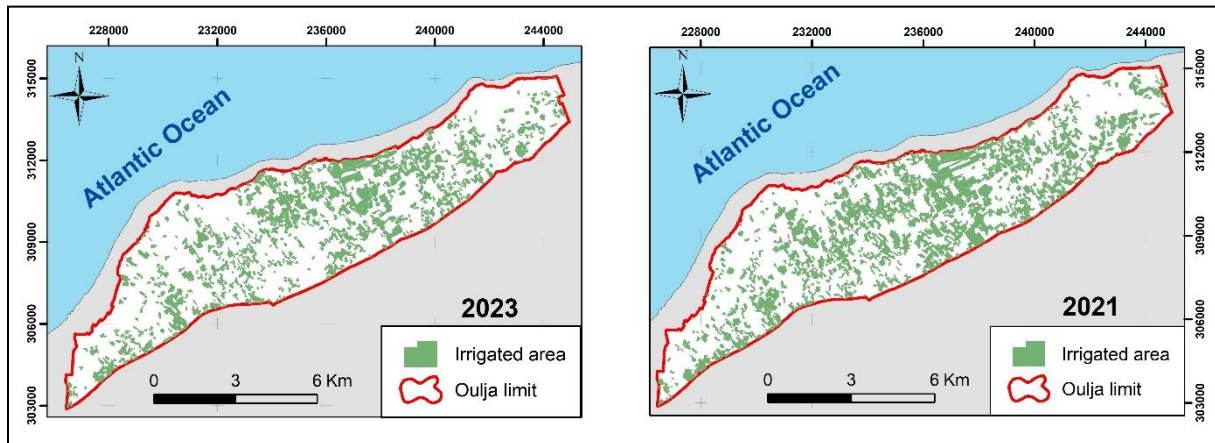 228000 232000 236000 240000 244000
315000
312000
309000
306000
303000
N
Atlantic Ocean
2023
Irrigated area
Oulja limit
0 3 6 Km
228000 232000 236000 240000 244000
N
Atlantic Ocean
2021
Irrigated area
Oulja limit
0 3 6 Km
315000
312000
309000
306000
303000